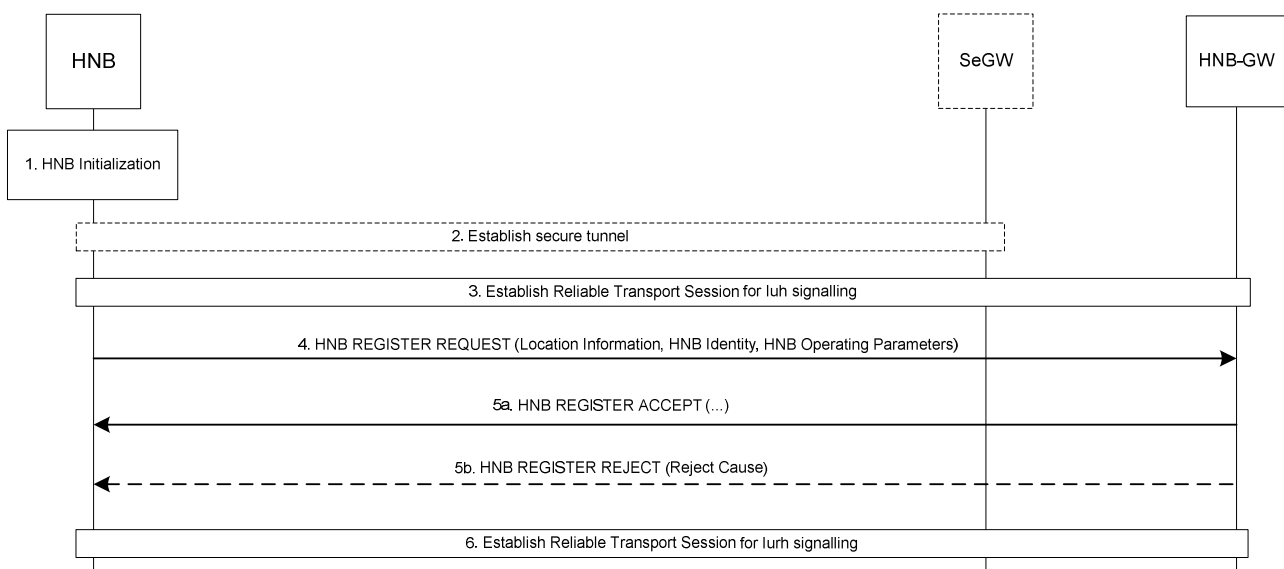 HNB
SeGW
HNB-GW
1. HNB Initialization
2. Establish secure tunnel
3. Establish Reliable Transport Session for Iuh signalling
4. HNB REGISTER REQUEST (Location Information, HNB Identity, HNB Operating Parameters)
5a. HNB REGISTER ACCEPT (...)
5b. HNB REGISTER REJECT (Reject Cause)
6. Establish Reliable Transport Session for Iurh signalling